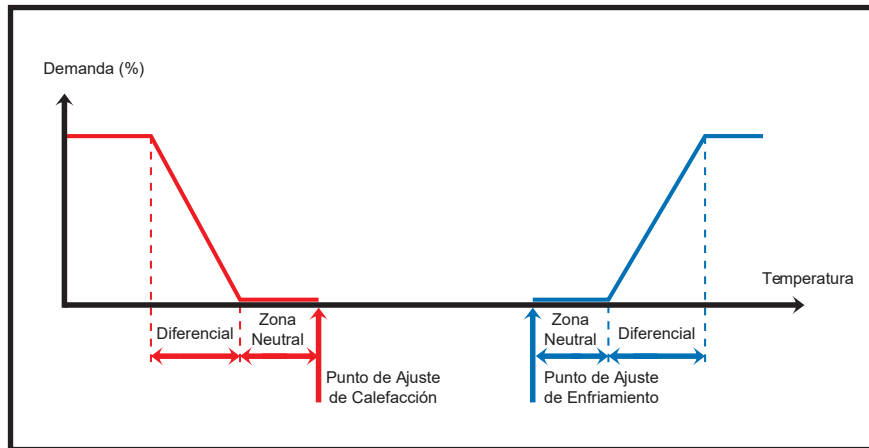 Demanda (%)
Temperatura
Diferencial
Zona
Neutral
Zona
Neutral
Diferencial
Punto de Ajuste
de Calefacción
Punto de Ajuste
de Enfriamiento